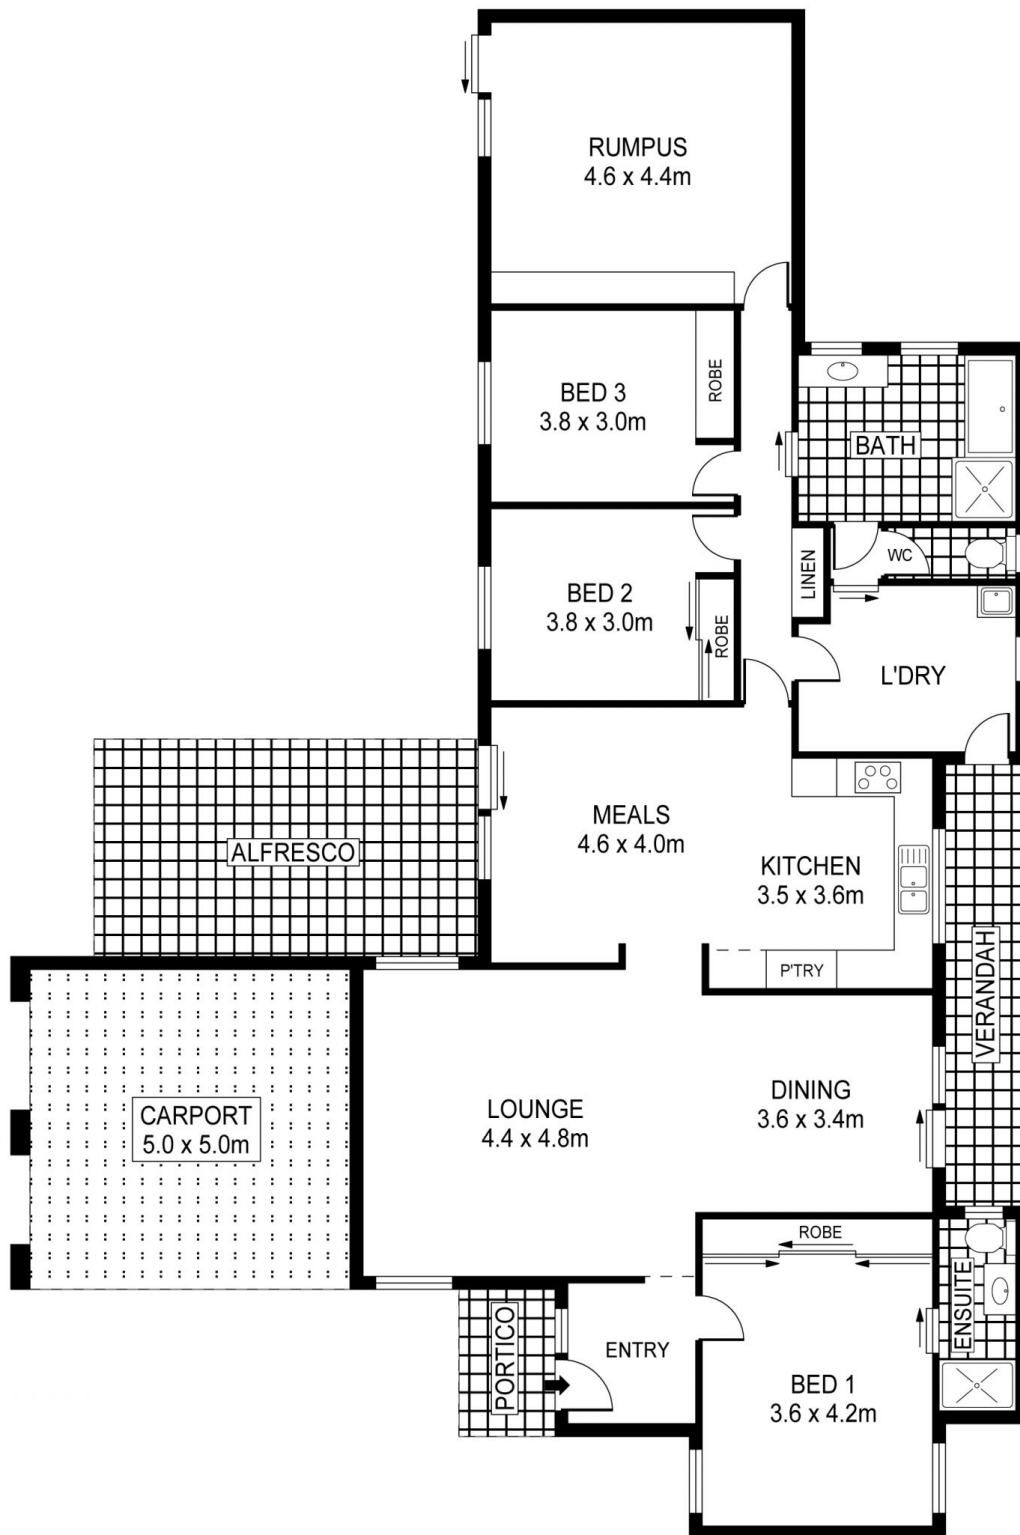 RUMPUS
4.6 x 4.4m
BED 3
3.8 x 3.0m
ROBE
BATH
BED 2
3.8 x 3.0m
ROBE
LINEN
WC
L'DRY
MEALS
4.6 x 4.0m
ALFRESCO
KITCHEN
3.5 x 3.6m
P'TRY
VERANDAH
CARPORT
5.0 x 5.0m
LOUNGE
4.4 x 4.8m
DINING
3.6 x 3.4m
ROBE
ENSUITE
PORTICO
ENTRY
BED 1
3.6 x 4.2m